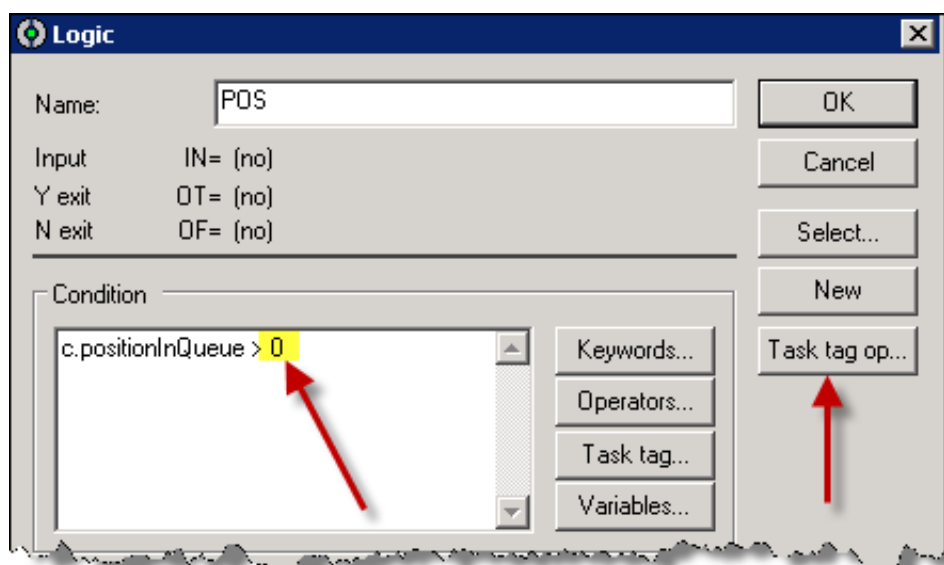 Logic
Name: POS
OK
Input IN= (no)
Cancel
Y exit OT= (no)
N exit OF= (no)
Select...
New
Condition
c.positionInQueue > 0
Keywords...
Task tag op...
Operators...
Task tag...
Variables...